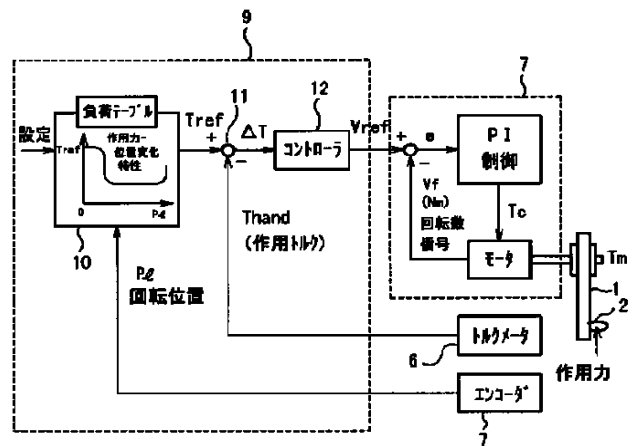 9
7
負荷テーブル
設定
作用力-
位置変化
特性
Tref
0
Pℓ
10
Tref
+
11
-
ΔT
12
コントローラ
Vref
+
-
e
PI
制御
Vf
(Nm)
回転数
信号
Tc
モータ
Tm
1
2
作用力
Thand
(作用トルク)
Pℓ
回転位置
トルクメータ
6
エンコーダ
7